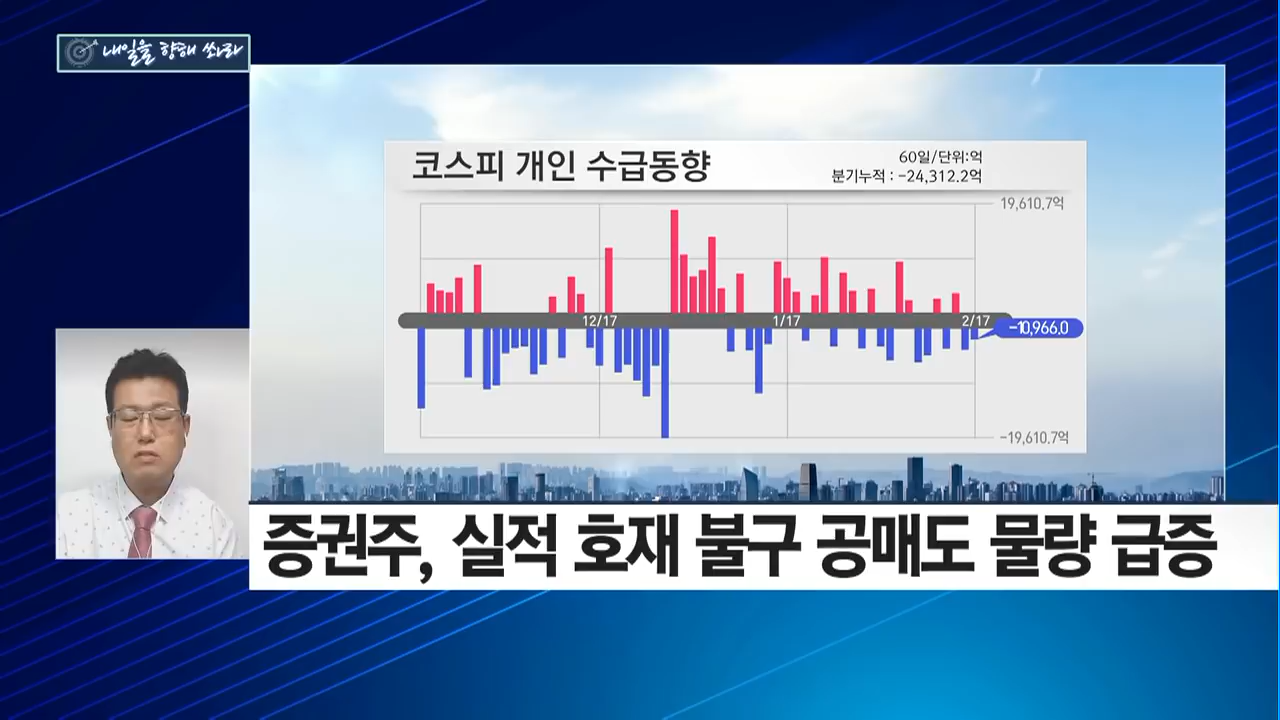 내일을 향해 쏴라
코스피 개인 수급동향
60일/단위:억
분기누적 : -24,312.2억
19,610.7억
12/17
1/17
2/17
-10,966.0
-19,610.7억
증권주, 실적 호재 불구 공매도 물량 급증